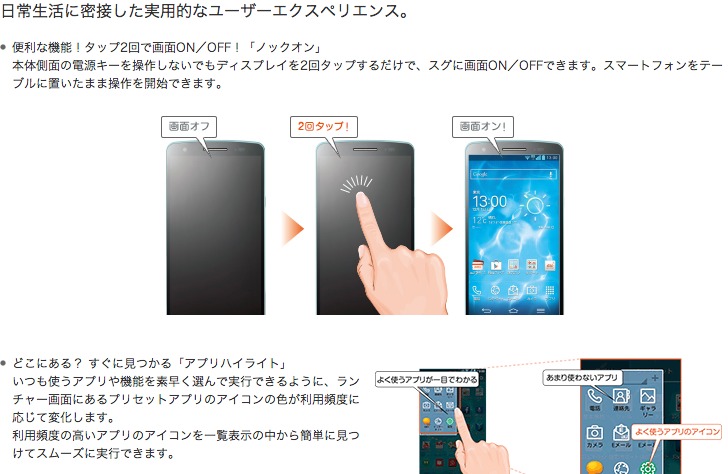 日常生活に密接した実用的なユーザーエクスペリエンス。
便利な機能！タップ2回で画面ON／OFF！「ノックオン」
本体側面の電源キーを操作しないでもディスプレイを2回タップするだけで、スグに画面ON／OFFできます。スマートフォンをテー
ブルに置いたまま操作を開始できます。
画面オフ
2回タップ！
画面オン！
13:00
Google
東京
13:00
12℃
どこにある？ すぐに見つかる「アプリハイライト」
いつも使うアプリや機能を素早く選んで実行できるように、ラン
チャー画面にあるプリセットアプリのアイコンの色が利用頻度に
応じて変化します。
利用頻度の高いアプリのアイコンを一覧表示の中から簡単に見つ
けてスムーズに実行できます。
よく使うアプリが一目でわかる
あまり使わないアプリ
電話
連絡先
ギャラ
リー
よく使うアプリのアイコン
カメラ
Eメール